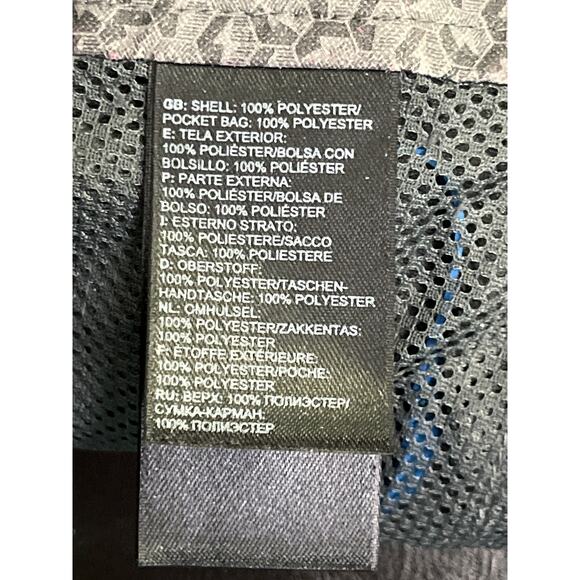 GB: SHELL: 100% POLYESTER/
POCKET BAG: 100% POLYESTER
E: TELA EXTERIOR:
100% POLIÉSTER/BOLSA CON
BOLSILLO: 100% POLIÉSTER
P: PARTE EXTERNA:
100% POLIÉSTER/BOLSA DE
BOLSO: 100% POLIÉSTER
I: ESTERNO STRATO:
100% POLIESTERE/SACCO
TASCA: 100% POLIESTERE
D: OBERSTOFF:
100% POLYESTER/TASCHEN-
HANDTASCHE: 100% POLYESTER
NL: OMHULSEL:
100% POLYESTER/ZAKKENTAS:
100% POLYESTER
F: ÉTOFFE EXTÉRIEURE:
100% POLYESTER/POCHE:
100% POLYESTER
RU: ВЕРХ: 100% ПОЛИЭСТЕР/
СУМКА-КАРМАН:
100% ПОЛИЭСТЕР